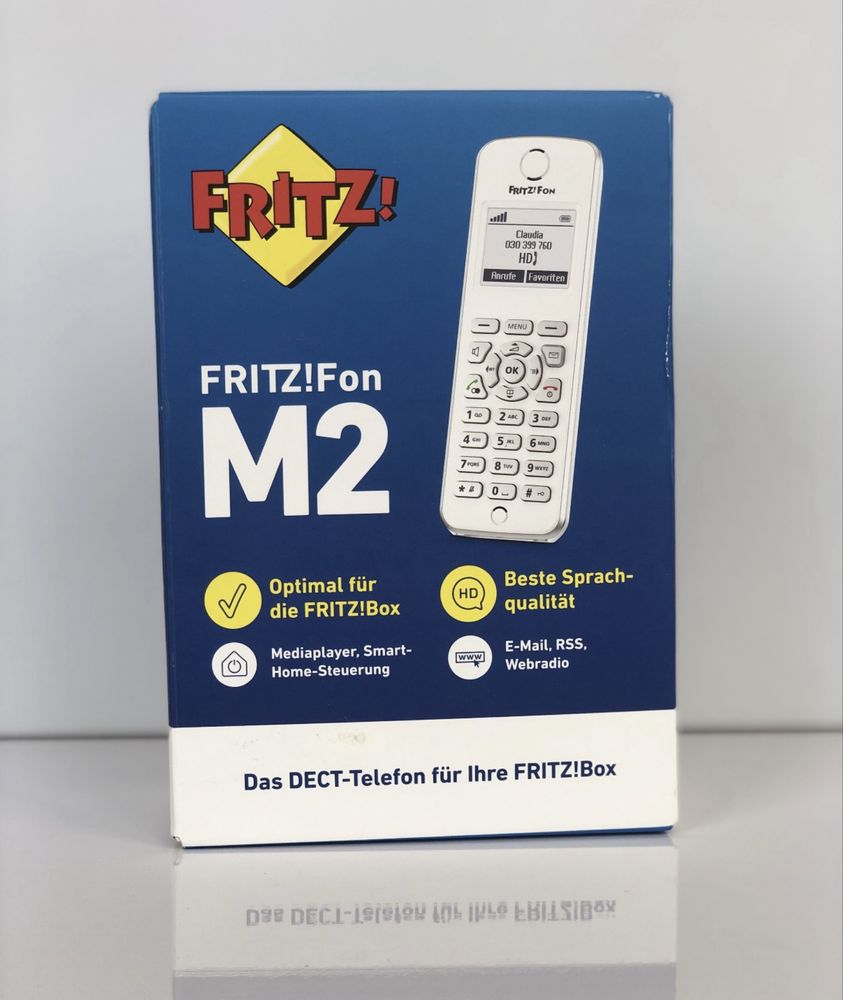 FRITZ!
FRITZ!Fon
M2
FRITZ!Fon
Claudia
030 399 760
HD
Anrufe Favoriten
MENU
OK
1 2 ABC 3 DEF
4 GHI 5 JKL 6 MNO
7 PQRS 8 TUV 9 WXYZ
* 0 #
Optimal für
die FRITZ!Box
HD
Beste Sprach-
qualität
Mediaplayer, Smart-
Home-Steuerung
www
E-Mail, RSS,
Webradio
Das DECT-Telefon für Ihre FRITZ!Box